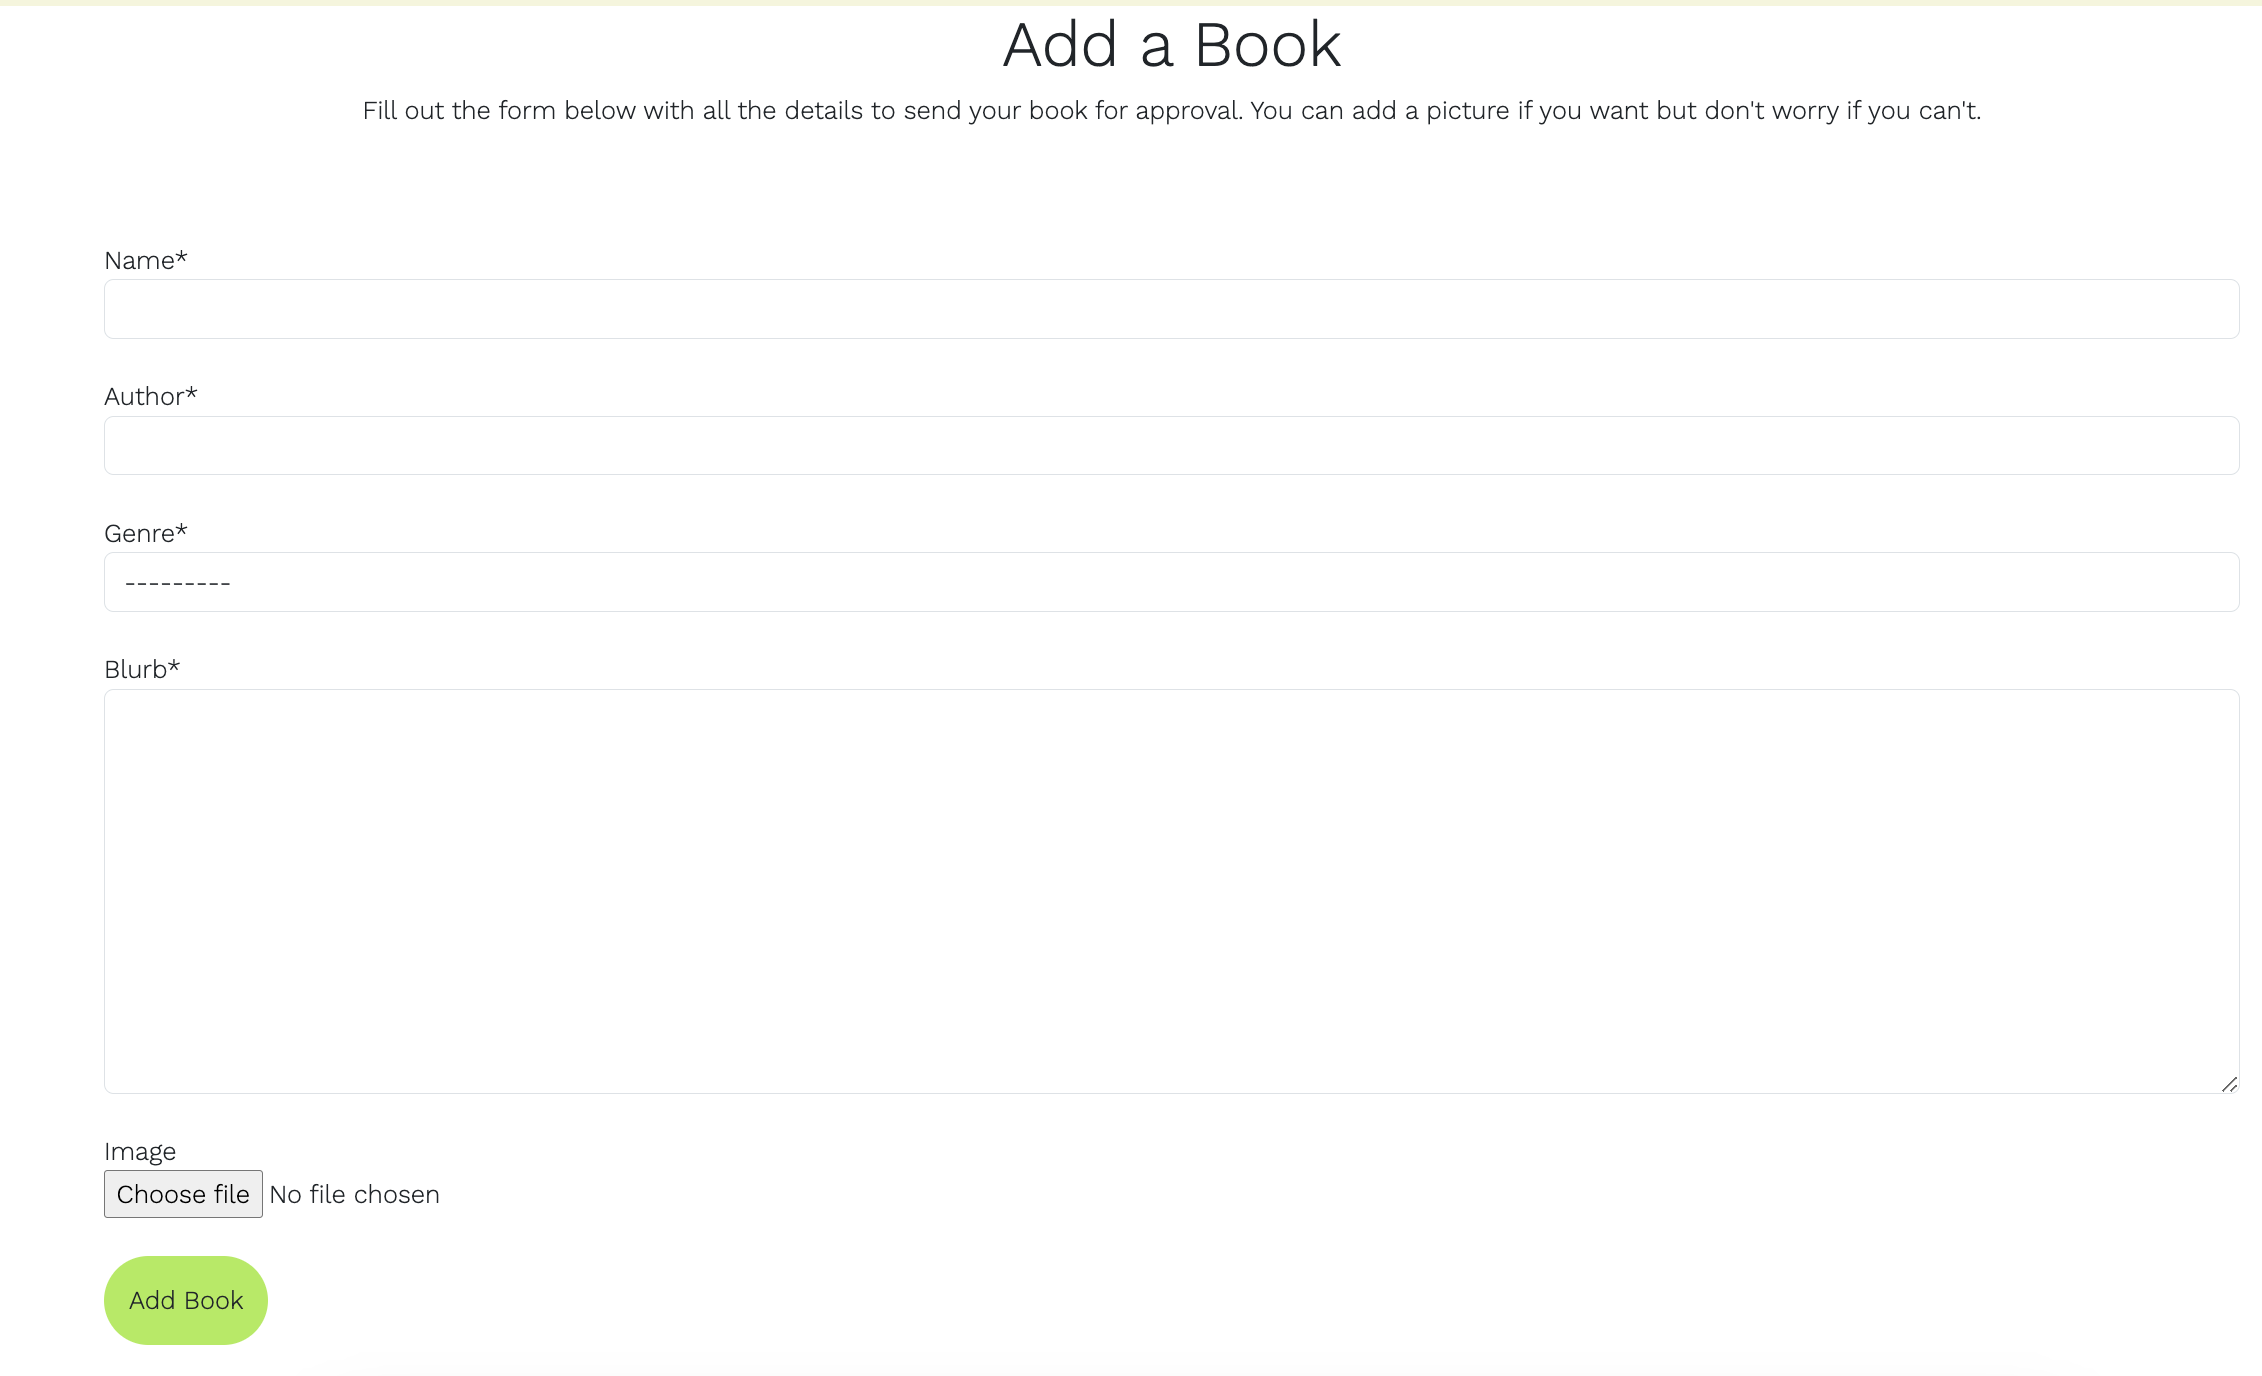 Add a Book
Fill out the form below with all the details to send your book for approval. You can add a picture if you want but don't worry if you can't.
Name*
Author*
Genre*
---------
Blurb*
Image
Choose file No file chosen
Add Book